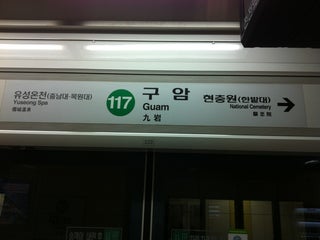 유성온천(충남대·목원대)
Yuseong Spa
儒城溫泉
117
구 암
Guam
九 岩
현충원(한밭대)
National Cemetery
顯忠院